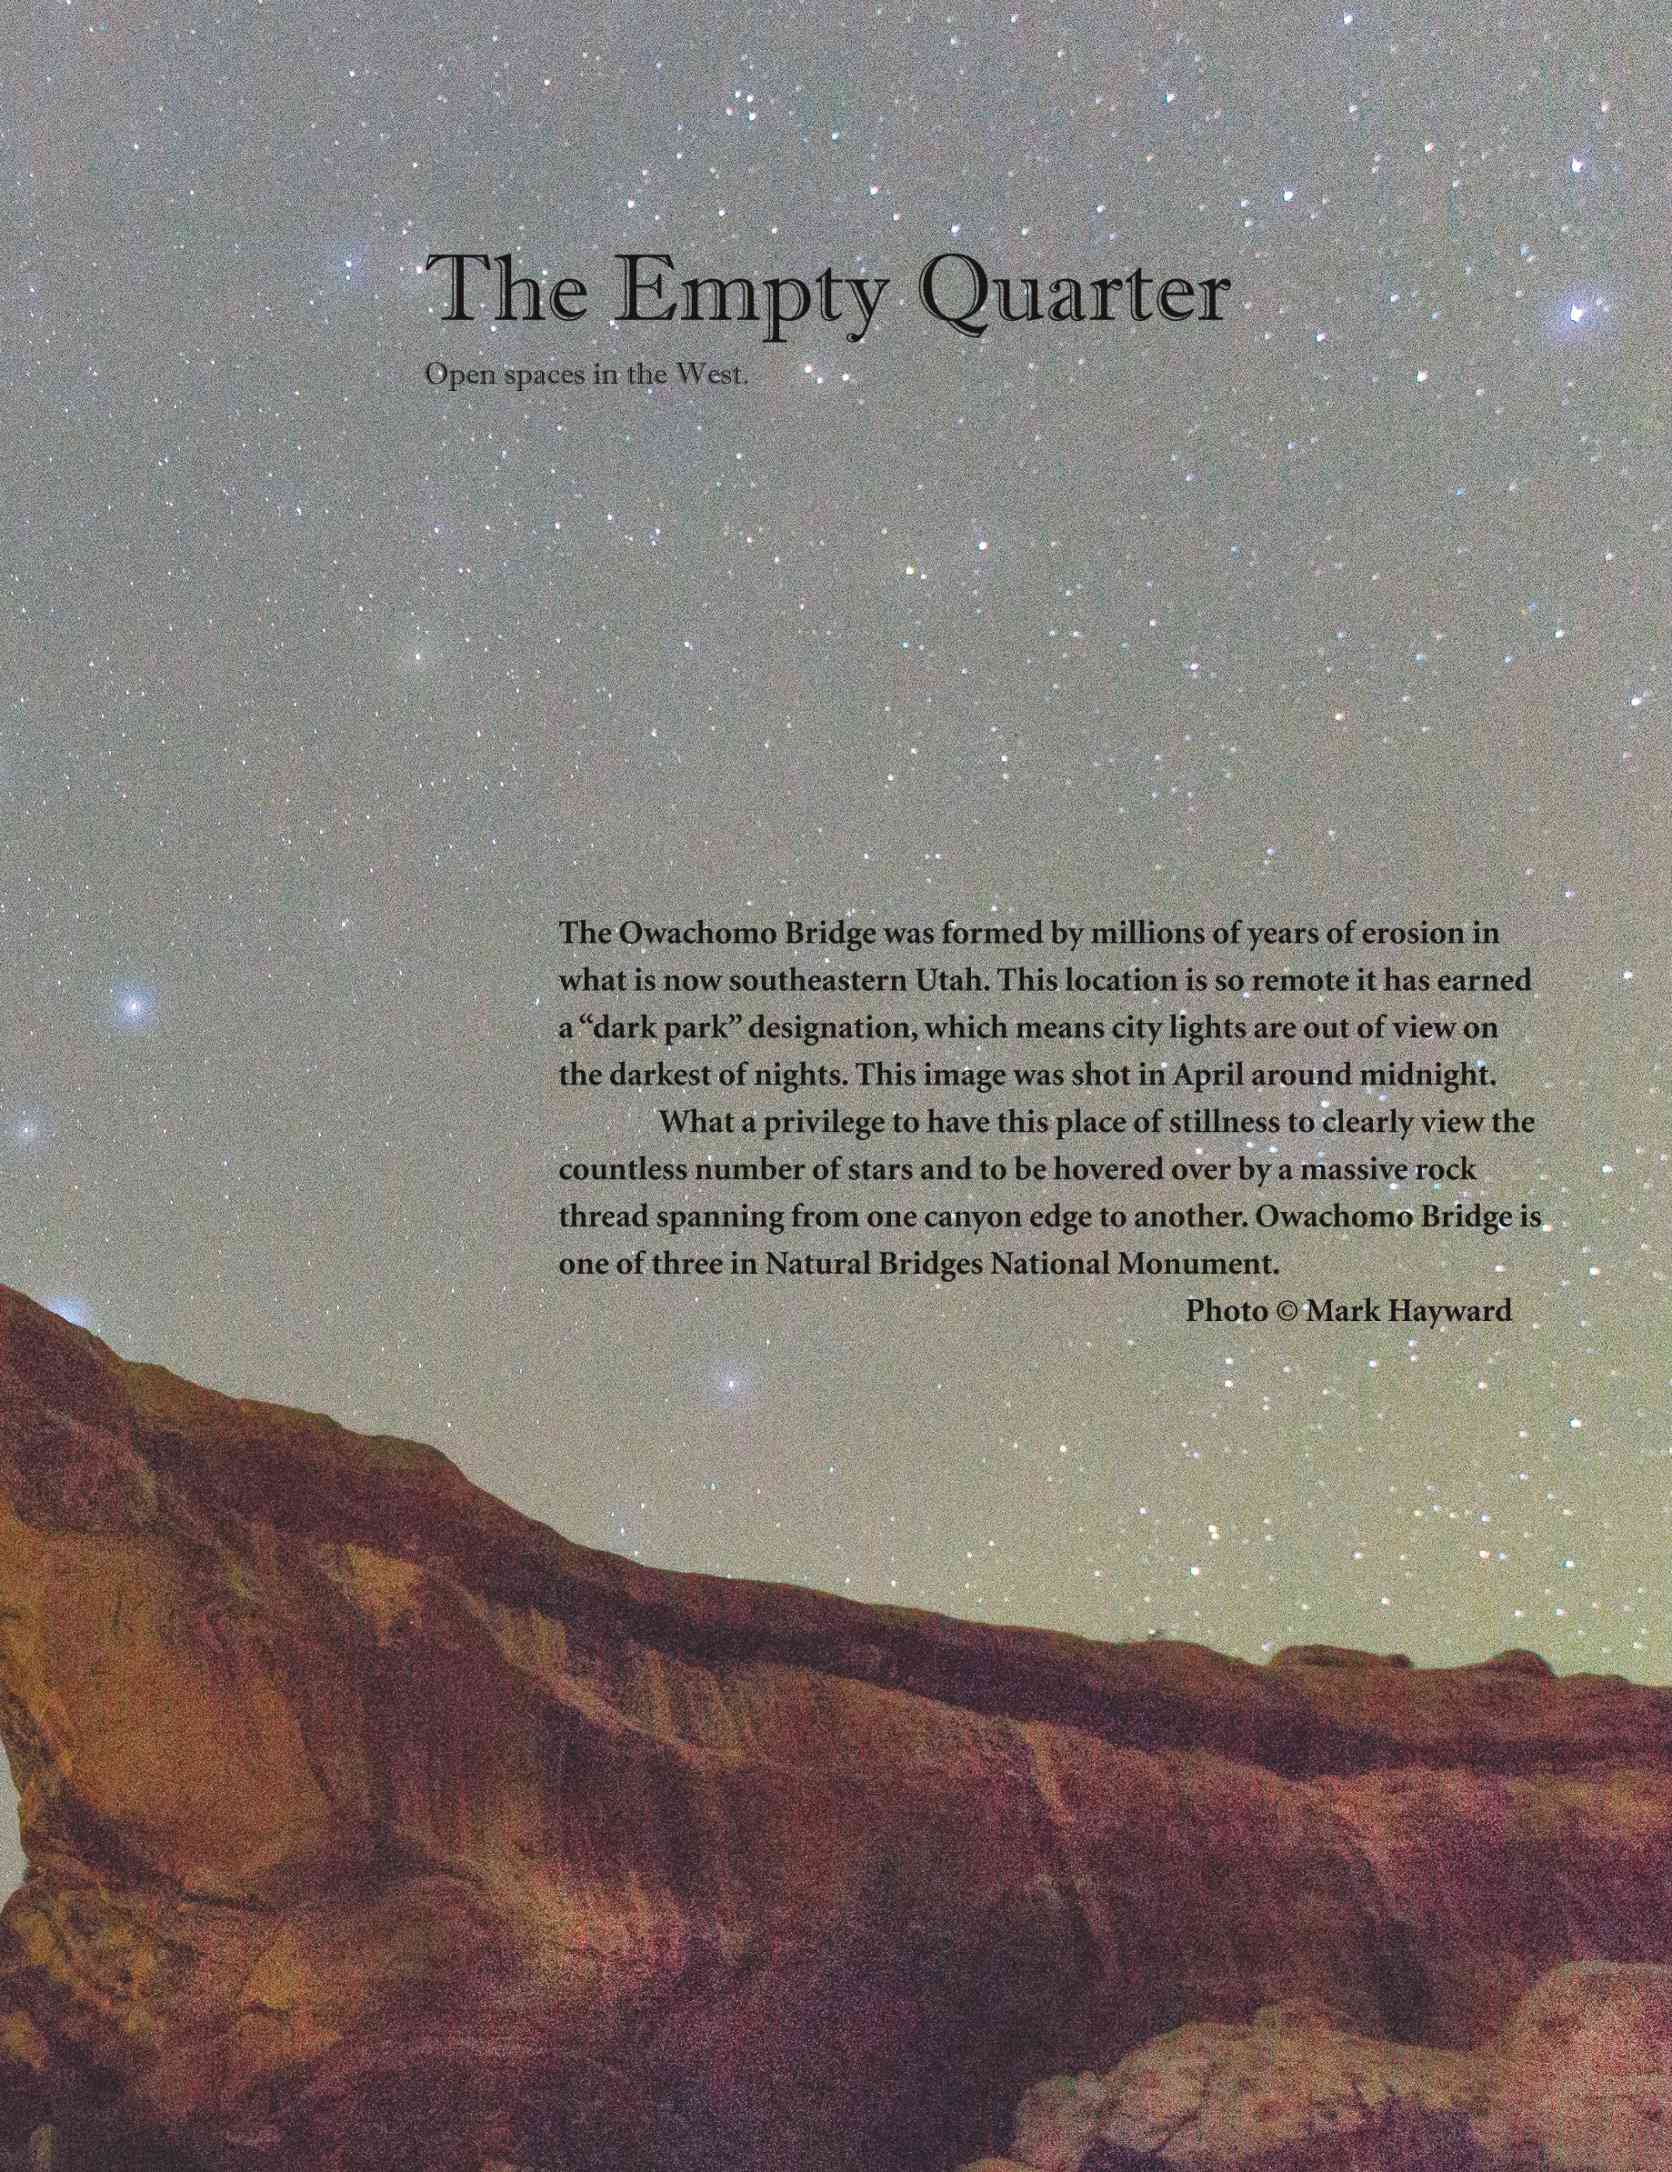 The Empty Quarter
Open spaces in the West.
The Owachomo Bridge was formed by millions of years of erosion in
what is now southeastern Utah. This location is so remote it has earned
a “dark park” designation, which means city lights are out of view on
the darkest of nights. This image was shot in April around midnight.
What a privilege to have this place of stillness to clearly view the
countless number of stars and to be hovered over by a massive rock
thread spanning from one canyon edge to another. Owachomo Bridge is
one of three in Natural Bridges National Monument.
Photo © Mark Hayward